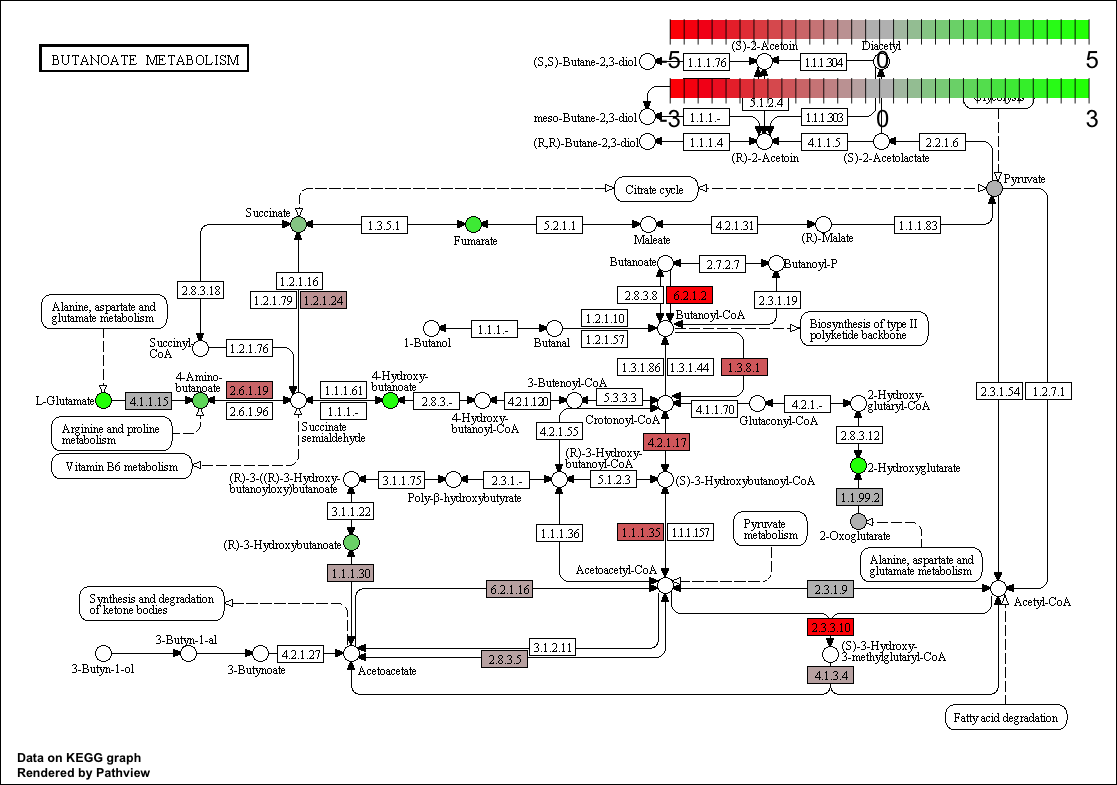 BUTANOATE METABOLISM
(S)-2-Acetoin
Diacetyl
-5
0
5
(S,S)-Butane-2,3-diol
1.1.1.76
1.1.1.304
5.1.2.4
Glycolysis
meso-Butane-2,3-diol
-3
0
3
1.1.1.-
1.1.1.303
(R,R)-Butane-2,3-diol
1.1.1.4
4.1.1.5
2.2.1.6
(R)-2-Acetoin
(S)-2-Acetolactate
Pyruvate
Citrate cycle
Succinate
1.3.5.1
5.2.1.1
4.2.1.31
1.1.1.83
Fumarate
Maleate
(R)-Malate
Butanoate
2.7.2.7
Butanoyl-P
1.2.1.16
2.8.3.18
1.2.1.79
1.2.1.24
2.8.3.8
6.2.1.2
2.3.1.19
Alanine, aspartate and
glutamate metabolism
Butanoyl-CoA
1.2.1.10
1.1.1.-
1.2.1.57
Biosynthesis of type II
polyketide backbone
1-Butanol
Butanal
Succinyl-
CoA
1.2.1.76
1.3.1.86
1.3.1.44
1.3.8.1
4-Amino-
butanoate
4-Hydroxy-
butanoate
3-Butenoyl-CoA
2.6.1.19
1.1.1.61
2.3.1.54
1.2.7.1
L-Glutamate
4.1.1.15
2.8.3.-
4.2.1.120
5.3.3.3
2-Hydroxy-
glutaryl-CoA
2.6.1.96
1.1.1.-
4.1.1.70
4.2.1.-
4-Hydroxy-
butanoyl-CoA
Crotonoyl-CoA
Glutaconyl-CoA
Succinate
semialdehyde
Arginine and proline
metabolism
4.2.1.55
4.2.1.17
2.8.3.12
Vitamin B6 metabolism
(R)-3-Hydroxy-
butanoyl-CoA
2-Hydroxyglutarate
(R)-3-((R)-3-Hydroxy-
butanoyloxy)butanoate
3.1.1.75
2.3.1.-
5.1.2.3
(S)-3-Hydroxybutanoyl-CoA
Poly-β-hydroxybutyrate
1.1.99.2
3.1.1.22
2-Oxoglutarate
1.1.1.36
1.1.1.35
1.1.1.157
Pyruvate
metabolism
(R)-3-Hydroxybutanoate
Alanine, aspartate and
glutamate metabolism
1.1.1.30
Acetoacetyl-CoA
6.2.1.16
2.3.1.9
Acetyl-CoA
Synthesis and degradation
of ketone bodies
2.3.3.10
3-Butyn-1-al
3.1.2.11
(S)-3-Hydroxy-
3-methylglutaryl-CoA
4.2.1.27
2.8.3.5
3-Butyn-1-ol
3-Butynoate
Acetoacetate
4.1.3.4
Fatty acid degradation
Data on KEGG graph
Rendered by Pathview